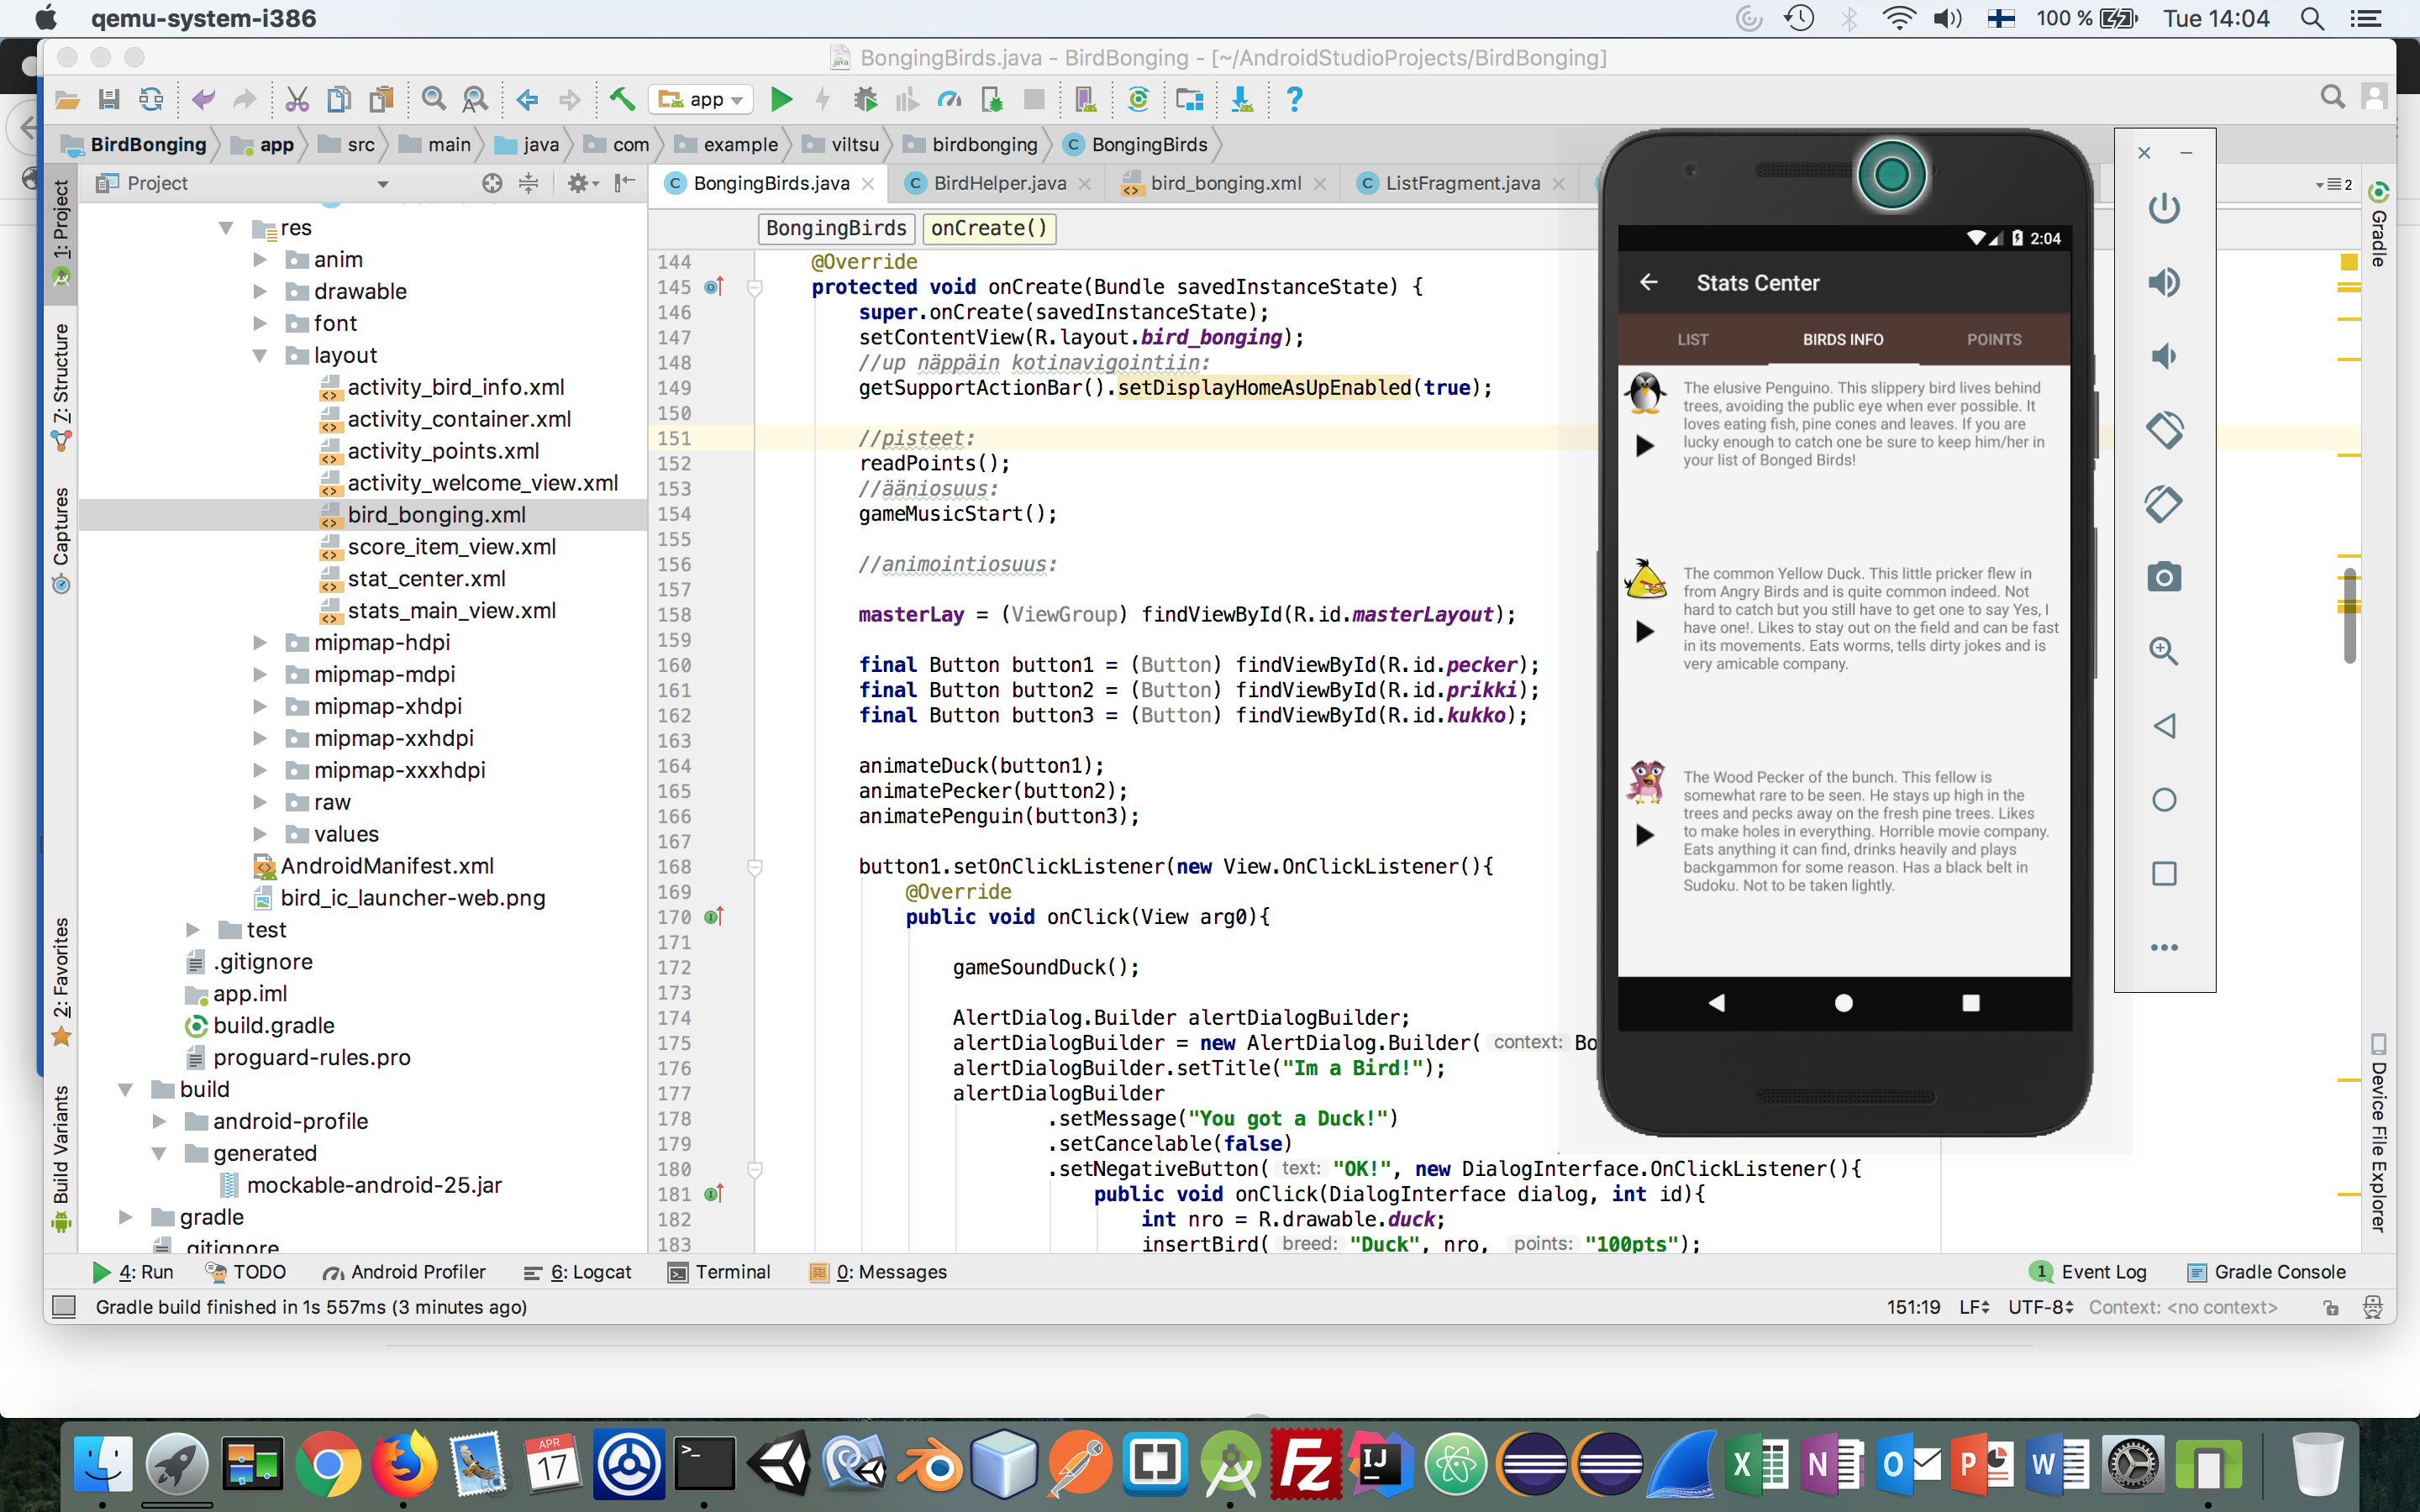 qemu-system-i386
100 %
Tue 14:04
BongingBirds.java - BirdBonging - [~/AndroidStudioProjects/BirdBonging]
app
BirdBonging
app
src
main
java
com
example
viltsu
birdbonging
BongingBirds
Project
BongingBirds.java
BirdHelper.java
bird_bonging.xml
ListFragment.java
2
1: Project
7: Structure
Captures
2: Favorites
Build Variants
Gradle
Device File Explorer
res
anim
drawable
font
layout
activity_bird_info.xml
activity_container.xml
activity_points.xml
activity_welcome_view.xml
bird_bonging.xml
score_item_view.xml
stat_center.xml
stats_main_view.xml
mipmap-hdpi
mipmap-mdpi
mipmap-xhdpi
mipmap-xxhdpi
mipmap-xxxhdpi
raw
values
AndroidManifest.xml
bird_ic_launcher-web.png
test
.gitignore
app.iml
build.gradle
proguard-rules.pro
build
android-profile
generated
mockable-android-25.jar
gradle
.gitignore
BongingBirds
onCreate()
144 @Override
145 protected void onCreate(Bundle savedInstanceState) {
146 super.onCreate(savedInstanceState);
147 setContentView(R.layout.bird_bonging);
148 //up näppäin kotinavigointiin:
149 getSupportActionBar().setDisplayHomeAsUpEnabled(true);
150
151 //pisteet:
152 readPoints();
153 //ääniosuus:
154 gameMusicStart();
155
156 //animointiosuus:
157
158 masterLay = (ViewGroup) findViewById(R.id.masterLayout);
159
160 final Button button1 = (Button) findViewById(R.id.pecker);
161 final Button button2 = (Button) findViewById(R.id.prikki);
162 final Button button3 = (Button) findViewById(R.id.kukko);
163
164 animateDuck(button1);
165 animatePecker(button2);
166 animatePenguin(button3);
167
168 button1.setOnClickListener(new View.OnClickListener(){
169 @Override
170 public void onClick(View arg0){
171
172 gameSoundDuck();
173
174 AlertDialog.Builder alertDialogBuilder;
175 alertDialogBuilder = new AlertDialog.Builder( context: Bo
176 alertDialogBuilder.setTitle("Im a Bird!");
177 alertDialogBuilder
178 .setMessage("You got a Duck!")
179 .setCancelable(false)
180 .setNegativeButton( text: "OK!", new DialogInterface.OnClickListener(){
181 public void onClick(DialogInterface dialog, int id){
182 int nro = R.drawable.duck;
183 insertBird( breed: "Duck", nro, points: "100pts");
2:04
Stats Center
LIST
BIRDS INFO
POINTS
The elusive Penguino. This slippery bird lives behind
trees, avoiding the public eye when ever possible. It
loves eating fish, pine cones and leaves. If you are
lucky enough to catch one be sure to keep him/her in
your list of Bonged Birds!
The common Yellow Duck. This little pricker flew in
from Angry Birds and is quite common indeed. Not
hard to catch but you still have to get one to say Yes, I
have one!. Likes to stay out on the field and can be fast
in its movements. Eats worms, tells dirty jokes and is
very amicable company.
The Wood Pecker of the bunch. This fellow is
somewhat rare to be seen. He stays up high in the
trees and pecks away on the fresh pine trees. Likes
to make holes in everything. Horrible movie company.
Eats anything it can find, drinks heavily and plays
backgammon for some reason. Has a black belt in
Sudoku. Not to be taken lightly.
4: Run
TODO
Android Profiler
6: Logcat
Terminal
0: Messages
1 Event Log
Gradle Console
Gradle build finished in 1s 557ms (3 minutes ago)
151:19
LF
UTF-8
Context: <no context>
APR
17
FZ
IJ
X
N
O
P
W